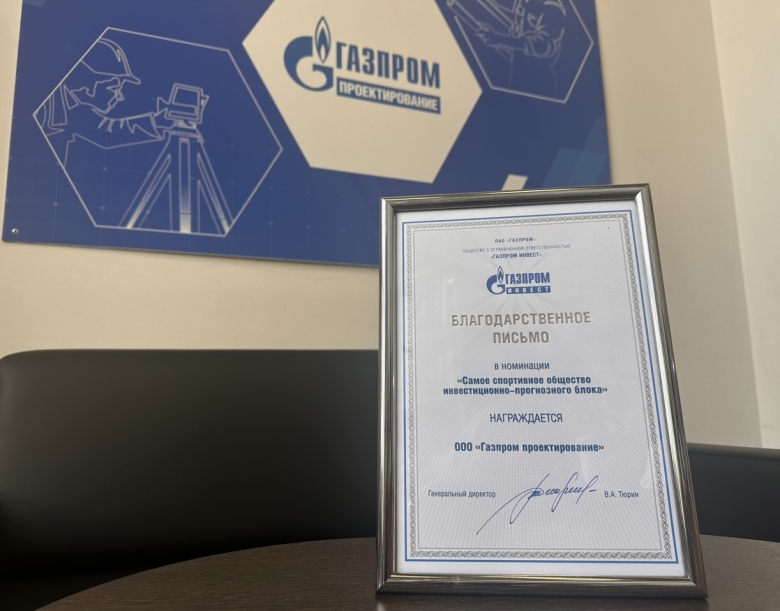 ГАЗПРОМ
ПРОЕКТИРОВАНИЕ
ПАО «ГАЗПРОМ»
ОБЩЕСТВО С ОГРАНИЧЕННОЙ ОТВЕТСТВЕННОСТЬЮ
«ГАЗПРОМ ИНВЕСТ»
ГАЗПРОМ
ИНВЕСТ
БЛАГОДАРСТВЕННОЕ
ПИСЬМО
в номинации
«Самое спортивное общество
инвестиционно-прогнозного блока»
НАГРАЖДАЕТСЯ
ООО «Газпром проектирование»
Генеральный директор
В.А. Тюрин